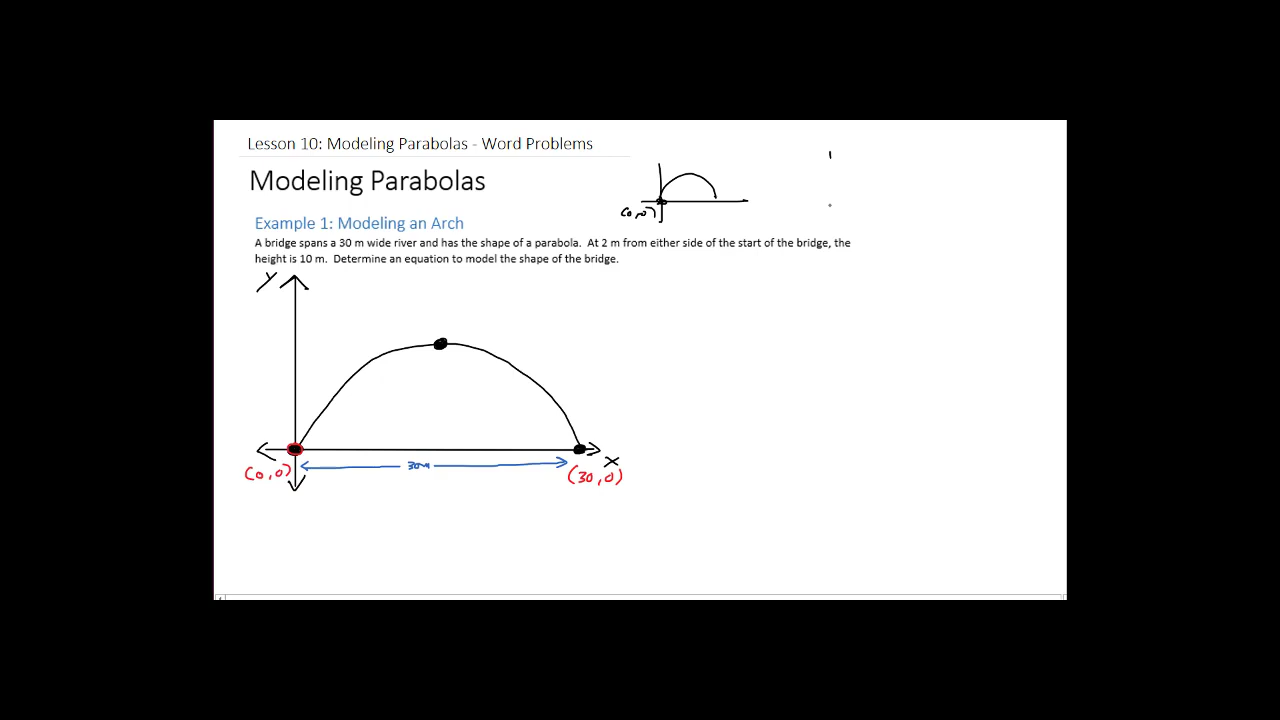 Lesson 10: Modeling Parabolas - Word Problems
Modeling Parabolas
(0,0)
Example 1: Modeling an Arch
A bridge spans a 30 m wide river and has the shape of a parabola. At 2 m from either side of the start of the bridge, the
height is 10 m. Determine an equation to model the shape of the bridge.
y
30m
x
(0,0)
(30,0)